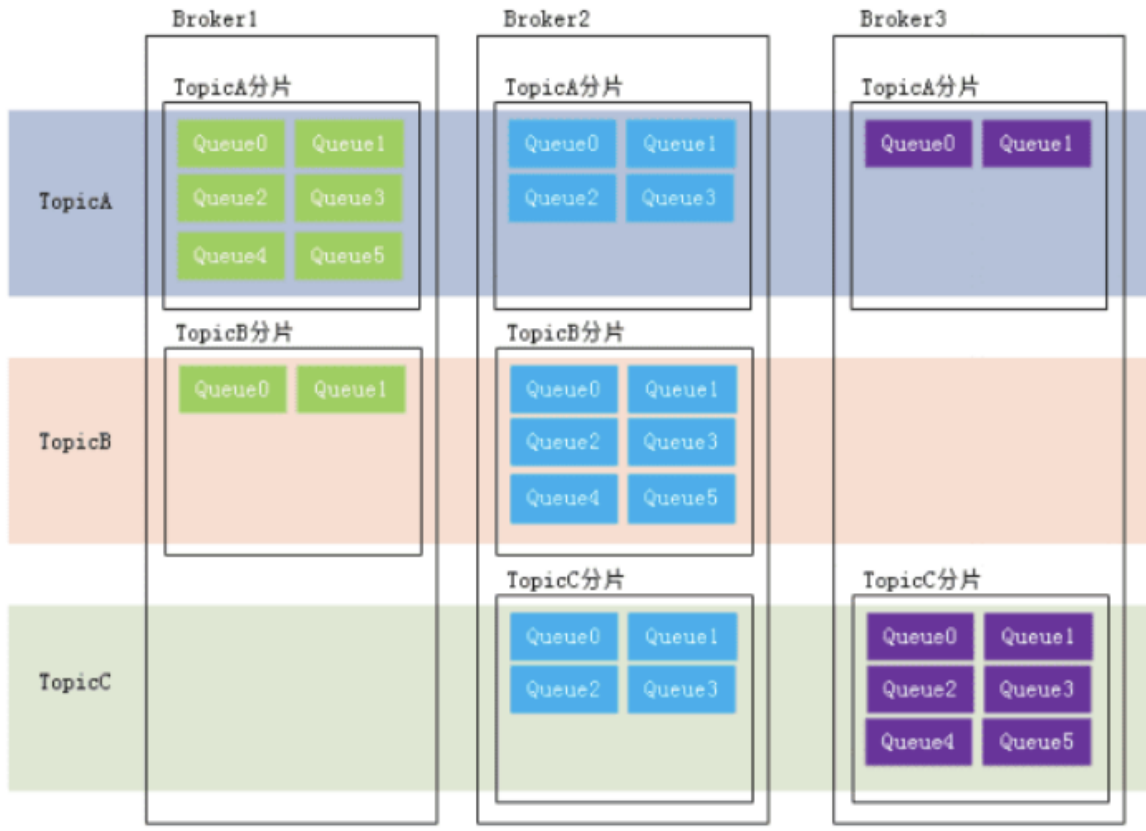 Broker1 Broker2 Broker3
TopicA分片 TopicA分片 TopicA分片
Queue0 Queue1 Queue0 Queue1 Queue0 Queue1
TopicA Queue2 Queue3 Queue2 Queue3
Queue4 Queue5
TopicB分片 TopicB分片
Queue0 Queue1 Queue0 Queue1
TopicB Queue2 Queue3
Queue4 Queue5
TopicC分片 TopicC分片
Queue0 Queue1 Queue0 Queue1
TopicC Queue2 Queue3 Queue2 Queue3
Queue4 Queue5